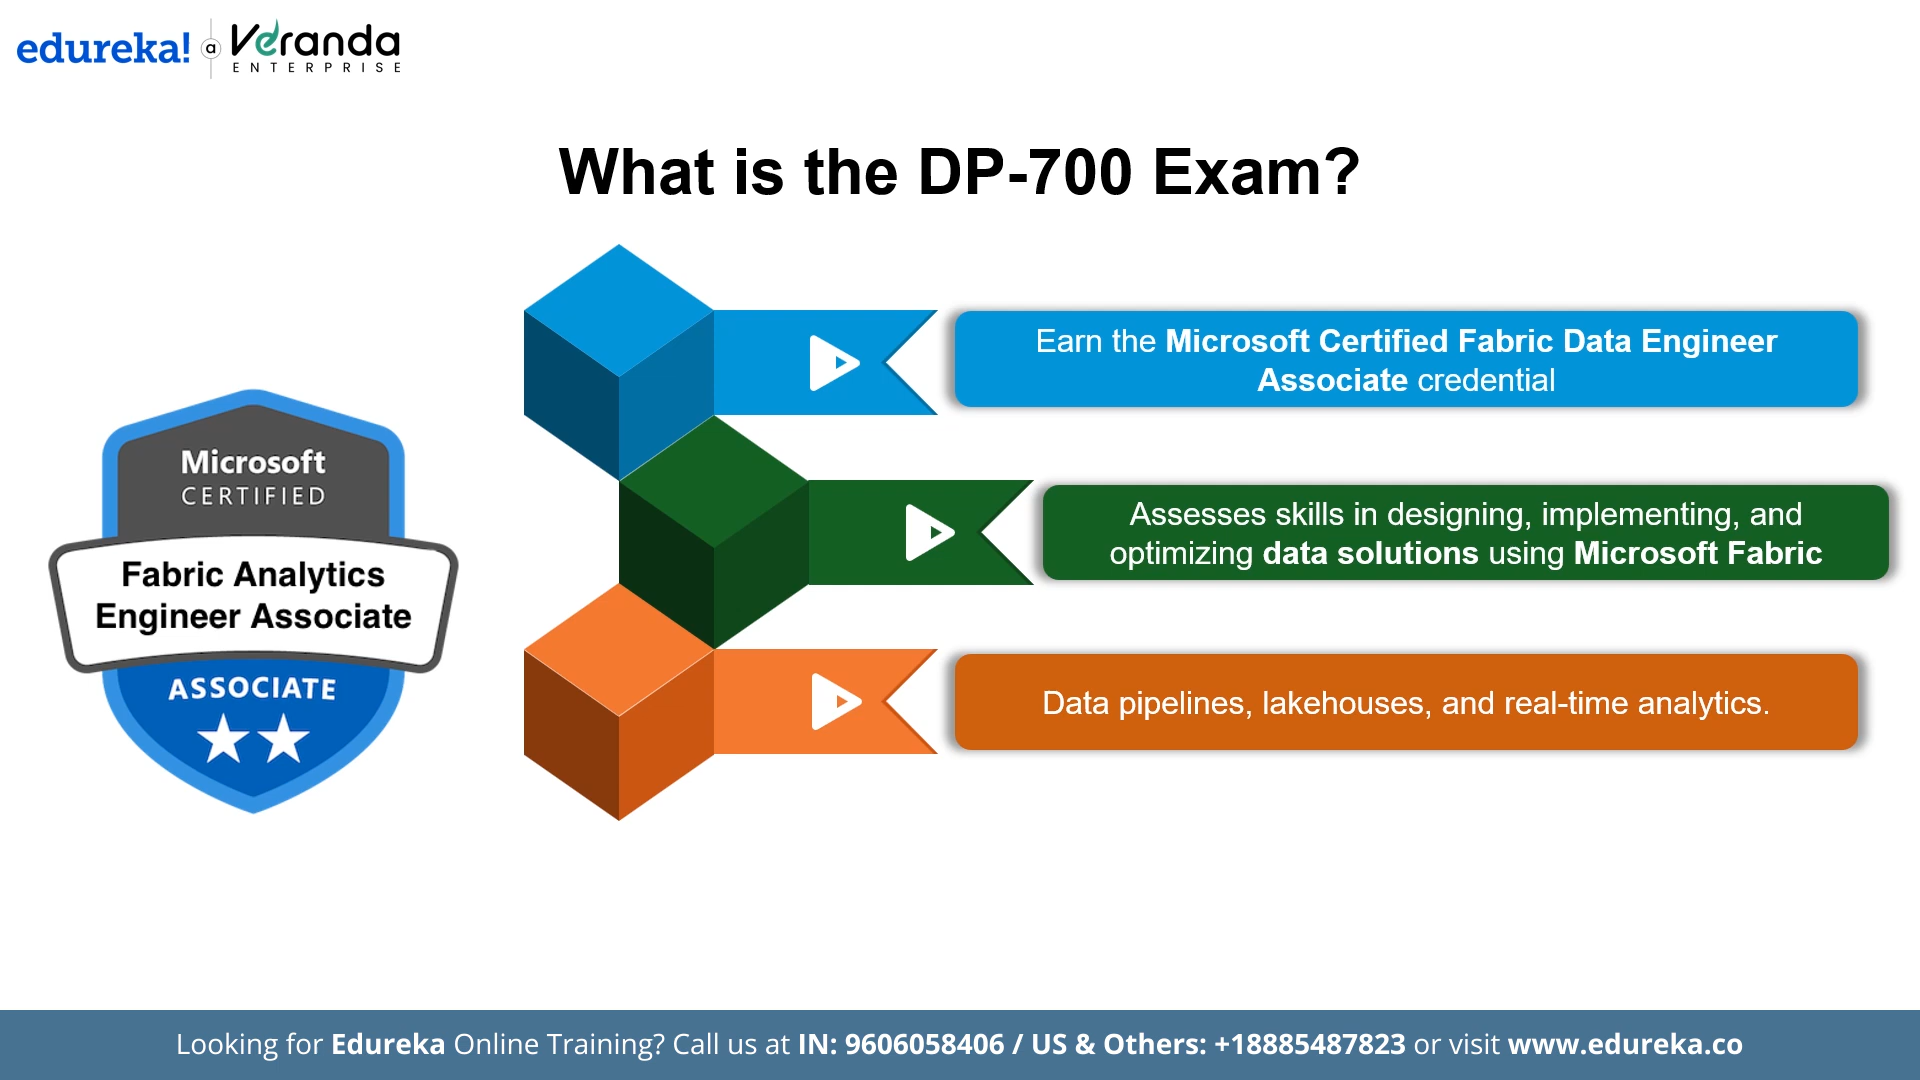 edureka! a Veranda
ENTERPRISE
What is the DP-700 Exam?
Earn the Microsoft Certified Fabric Data Engineer
Associate credential
Microsoft
CERTIFIED
Fabric Analytics
Engineer Associate
ASSOCIATE
Assesses skills in designing, implementing, and
optimizing data solutions using Microsoft Fabric
Data pipelines, lakehouses, and real-time analytics.
Looking for Edureka Online Training? Call us at IN: 9606058406 / US & Others: +18885487823 or visit www.edureka.co